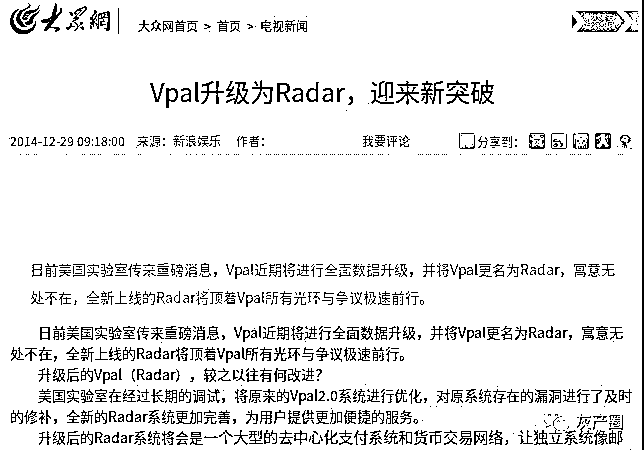 大众網
大众网首页 > 首页 > 电视新闻
Vpal升级为Radar，迎来新突破
2014-12-29 09:18:00 来源：新浪娱乐 作者： 我要评论 分享到：
日前美国实验室传来重磅消息，Vpal近期将进行全面数据升级，并将Vpal更名为Radar，寓意无
处不在，全新上线的Radar将顶着Vpal所有光环与争议极速前行。
日前美国实验室传来重磅消息，Vpal近期将进行全面数据升级，并将Vpal更名为Radar，寓意无
处不在，全新上线的Radar将顶着Vpal所有光环与争议极速前行。
升级后的Vpal（Radar），较之以往有何改进？
美国实验室在经过长期的调试，将原来的Vpal2.0系统进行优化，对原系统存在的漏洞进行了及时
的修补，全新的Radar系统更加完善，为用户提供更加便捷的服务。
升级后的Radar系统将会是一个大型的去中心化支付系统和货币交易网络，让独立系统像邮
灰产圈